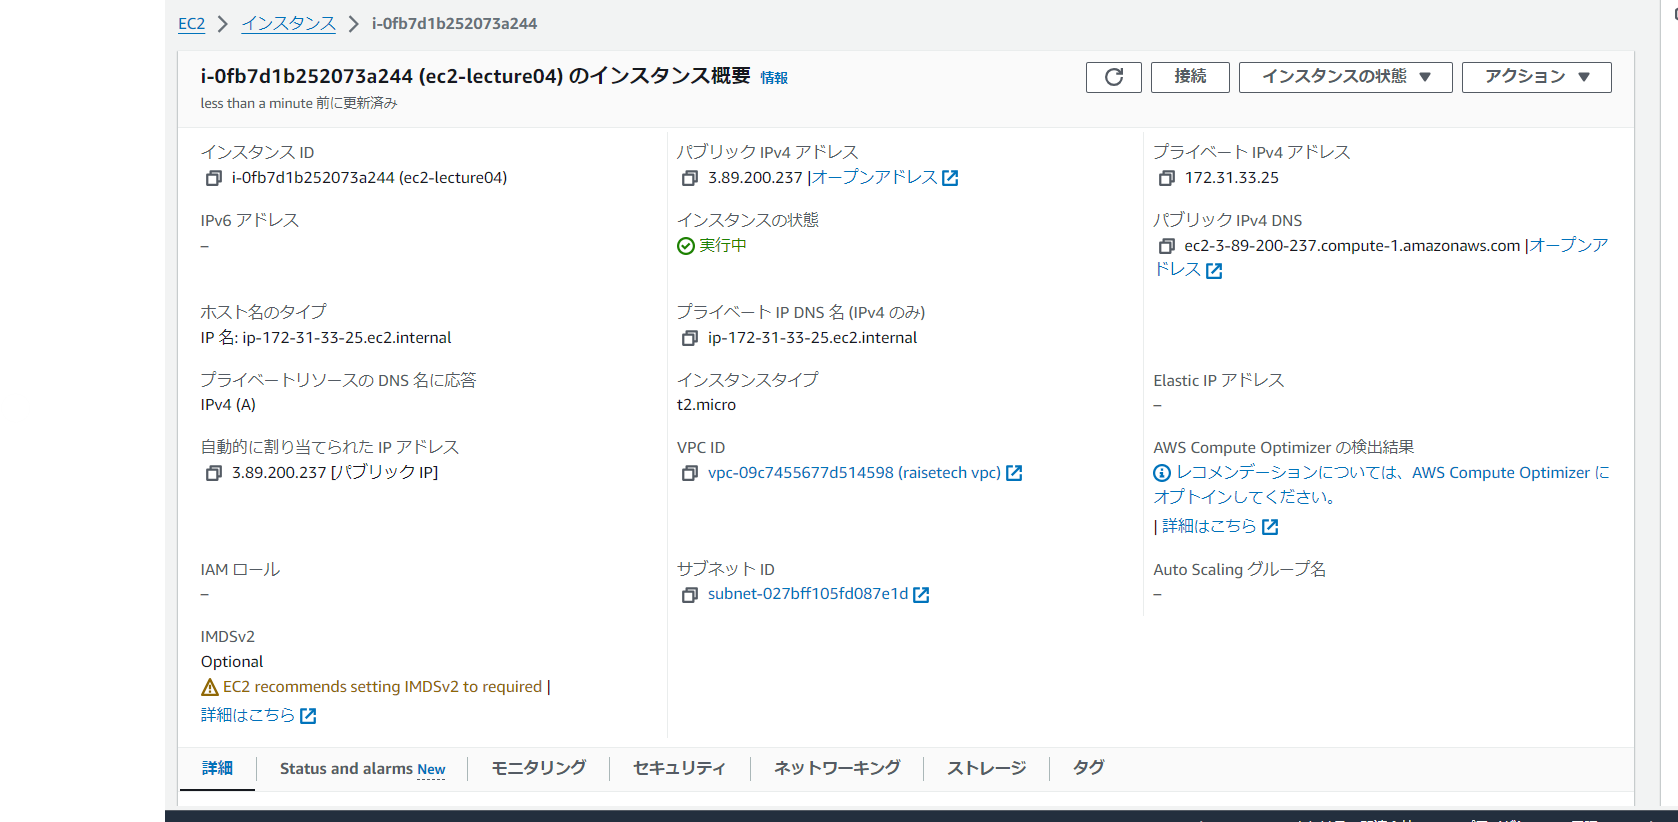 EC2 > インスタンス > i-0fb7d1b252073a244
i-0fb7d1b252073a244 (ec2-lecture04) のインスタンス概要 情報
less than a minute 前に更新済み
接続
インスタンスの状態 ▼
アクション ▼
インスタンス ID
i-0fb7d1b252073a244 (ec2-lecture04)
パブリック IPv4 アドレス
3.89.200.237 |オープンアドレス
プライベート IPv4 アドレス
172.31.33.25
IPv6 アドレス
–
インスタンスの状態
実行中
パブリック IPv4 DNS
ec2-3-89-200-237.compute-1.amazonaws.com |オープンア
ドレス
ホスト名のタイプ
IP 名: ip-172-31-33-25.ec2.internal
プライベート IP DNS 名 (IPv4 のみ)
ip-172-31-33-25.ec2.internal
プライベートリソースの DNS 名に応答
IPv4 (A)
インスタンスタイプ
t2.micro
Elastic IP アドレス
–
自動的に割り当てられた IP アドレス
3.89.200.237 [パブリック IP]
VPC ID
vpc-09c7455677d514598 (raisetech vpc)
AWS Compute Optimizer の検出結果
レコメンデーションについては、AWS Compute Optimizer に
オプトインしてください。
| 詳細はこちら
IAM ロール
–
サブネット ID
subnet-027bff105fd087e1d
Auto Scaling グループ名
–
IMDSv2
Optional
EC2 recommends setting IMDSv2 to required |
詳細はこちら
詳細
Status and alarms New
モニタリング
セキュリティ
ネットワーキング
ストレージ
タグ